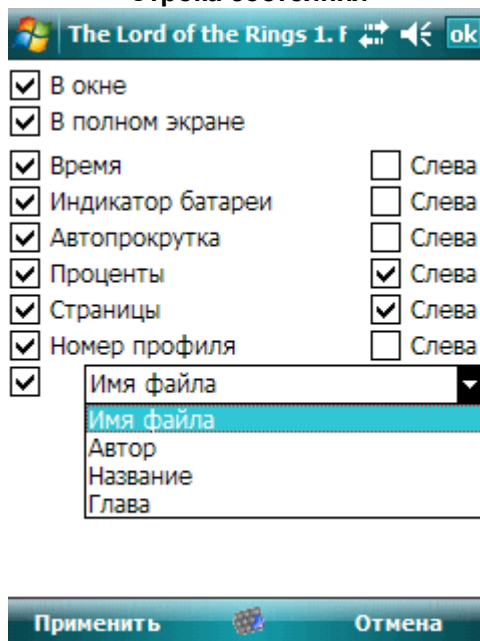 Строка состояния
The Lord of the Rings 1. F ok
В окне
В полном экране
Время Слева
Индикатор батареи Слева
Автопрокрутка Слева
Проценты Слева
Страницы Слева
Номер профиля Слева
Имя файла
Имя файла
Автор
Название
Глава
Применить Отмена